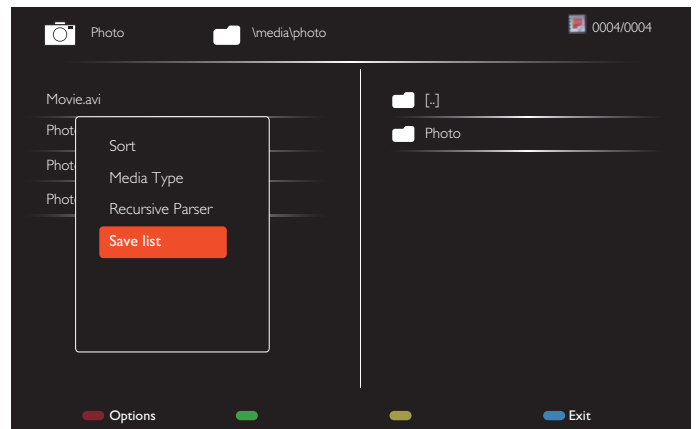 Photo
\media\photo
0004/0004
Movie.avi
[..]
Photo
Sort
Media Type
Recursive Parser
Save list
Options
Exit